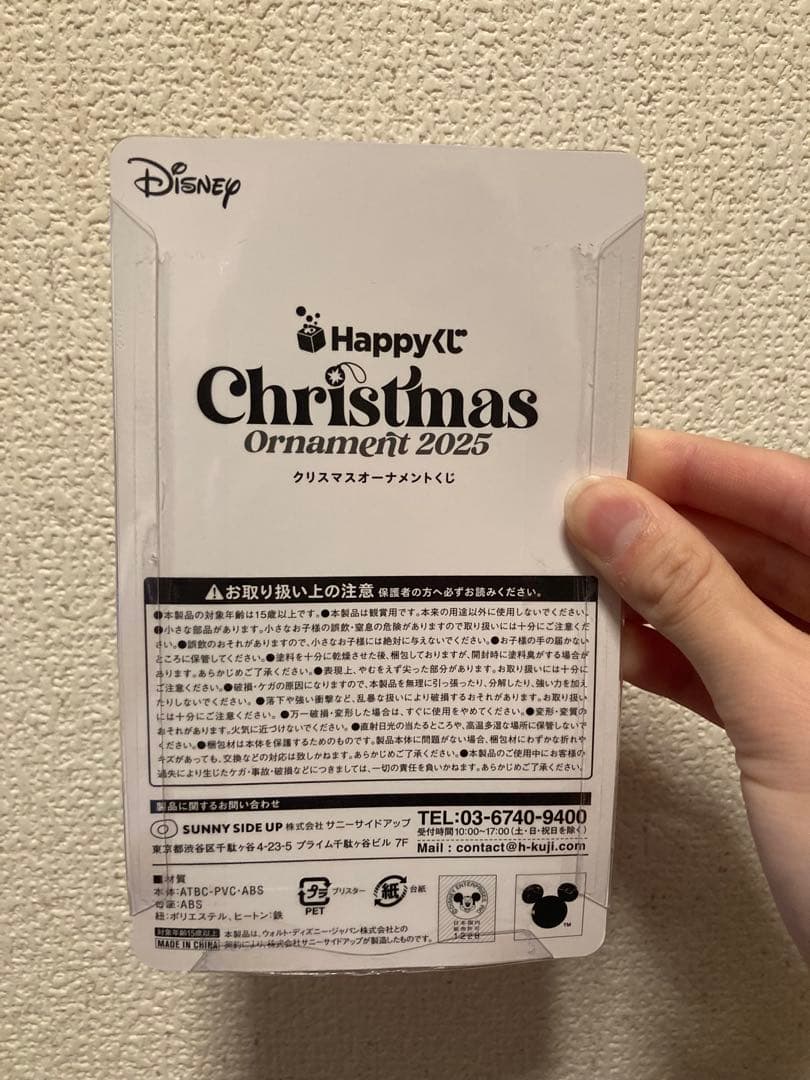 Disney
Happyくじ
Christmas
Ornament 2025
クリスマスオーナメントくじ
お取り扱い上の注意 保護者の方へ必ずお読みください。
●本製品の対象年齢は15歳以上です。●本製品は観賞用です。本来の用途以外に使用しないでください。
●小さな部品があります。小さなお子様の誤飲・窒息の危険がありますので取り扱いには十分にご注意くだ
さい。●誤飲のおそれがありますので、小さなお子様には絶対に与えないでください。●お子様の手の届かない
ところに保管してください。●塗料を十分に乾燥させた後、梱包しておりますが、開封時に塗料臭がする場合が
あります。あらかじめご了承ください。●表現上、やむをえず尖った部分があります。お取り扱いには十分に
ご注意ください。●破損・ケガの原因になりますので、本製品を無理に引っ張ったり、分解したり、強い力を加え
たりしないでください。●落下や強い衝撃など、乱暴な扱いにより破損するおそれがあります。お取り扱い
には十分にご注意ください。●万一破損・変形した場合は、すぐに使用をやめてください。●変形・変質の
おそれがあります。火気に近づけないでください。●直射日光の当たるところや、高温多湿な場所に保管しないで
ください。●梱包材は本体を保護するためのものです。製品本体に問題がない場合、梱包材にわずかな折れや
キズがあっても、交換などの対応は致しかねます。あらかじめご了承ください。●本製品のご使用中にお客様の
過失により生じたケガ・事故・破損などにつきましては、一切の責任を負いかねます。あらかじめご了承ください。
製品に関するお問い合わせ
SUNNY SIDE UP 株式会社 サニーサイドアップ
東京都渋谷区千駄ヶ谷4-23-5 プライム千駄ヶ谷ビル 7F
TEL:03-6740-9400
受付時間10:00~17:00(土・日・祝日を除く)
Mail : contact@h-kuji.com
■材質
本体:ATBC-PVC・ABS
台座:ABS
紐:ポリエステル、ヒートン:鉄
プラ
PET
ブリスター
紙
台紙
日本国内
販売許可
1228
TM
対象年齢15歳以上
MADE IN CHINA
本製品は、ウォルト・ディズニー・ジャパン株式会社との
契約により、株式会社サニーサイドアップが製造したものです。